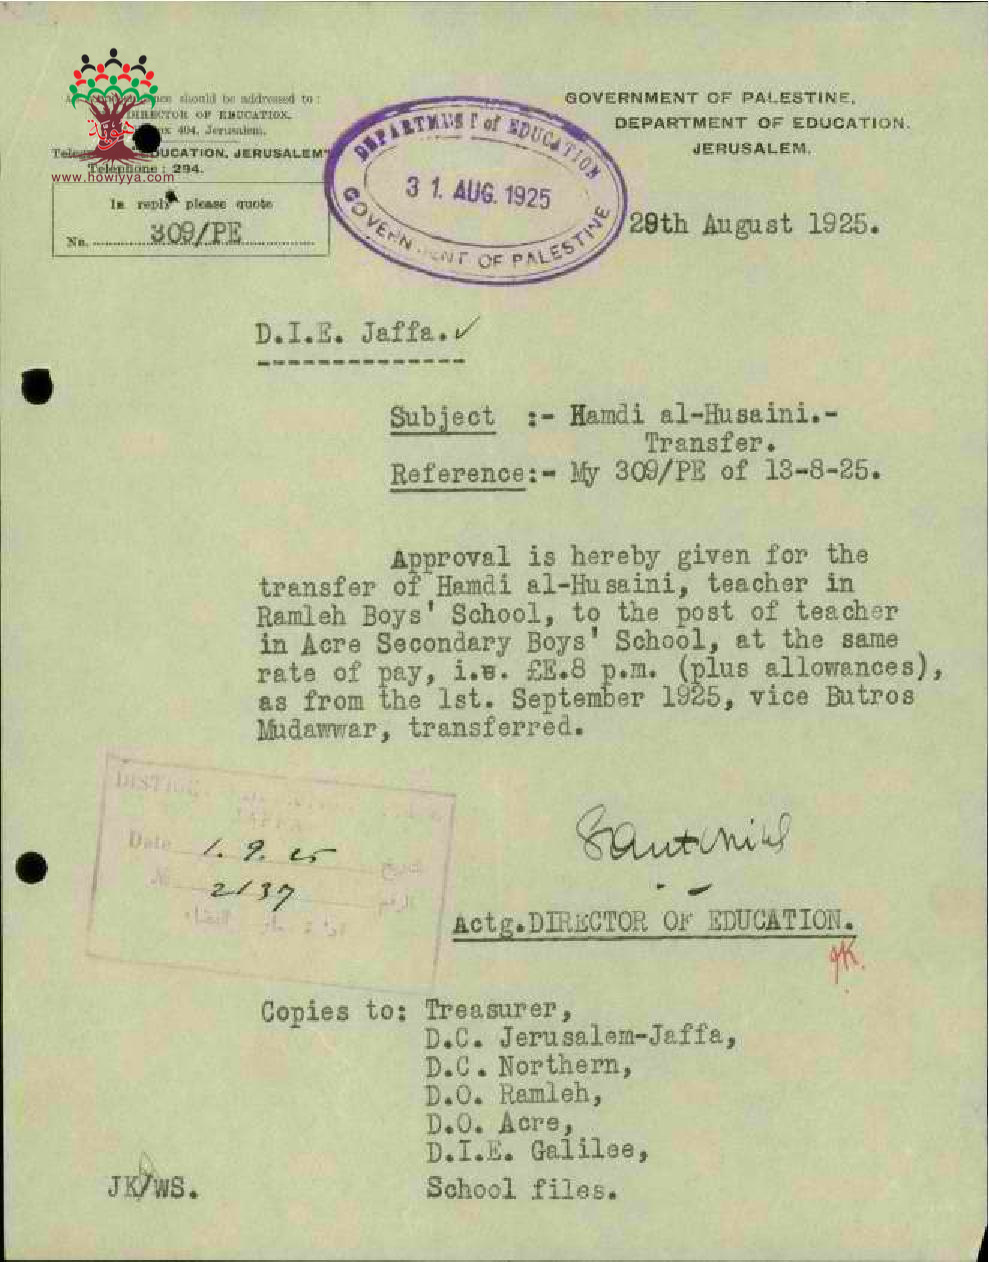 should be addressed to :
DIRECTOR OF EDUCATION.
ox 404, Jerusalem.
EDUCATION, JERUSALEM"
Telephone : 294.
www.howiyya.com
In reply please quote
No. 309/PE
GOVERNMENT OF PALESTINE,
DEPARTMENT OF EDUCATION.
JERUSALEM.
DEPARTMENT of EDUCATION
31. AUG. 1925
GOVERNMENT OF PALESTINE
29th August 1925.
D.I.E. Jaffa. ✓
--------------
Subject :- Hamdi al-Husaini.-
Transfer.
Reference:- My 309/PE of 13-8-25.
Approval is hereby given for the
transfer of Hamdi al-Husaini, teacher in
Ramleh Boys' School, to the post of teacher
in Acre Secondary Boys' School, at the same
rate of pay, i.e. £E.8 p.m. (plus allowances),
as from the 1st. September 1925, vice Butros
Mudawwar, transferred.
JAFFA
Date 1.9.25
No 2137
الرقم
Actg.DIRECTOR OF EDUCATION.
JK.
Copies to: Treasurer,
D.C. Jerusalem-Jaffa,
D.C. Northern,
D.O. Ramleh,
D.O. Acre,
D.I.E. Galilee,
JK/WS. School files.